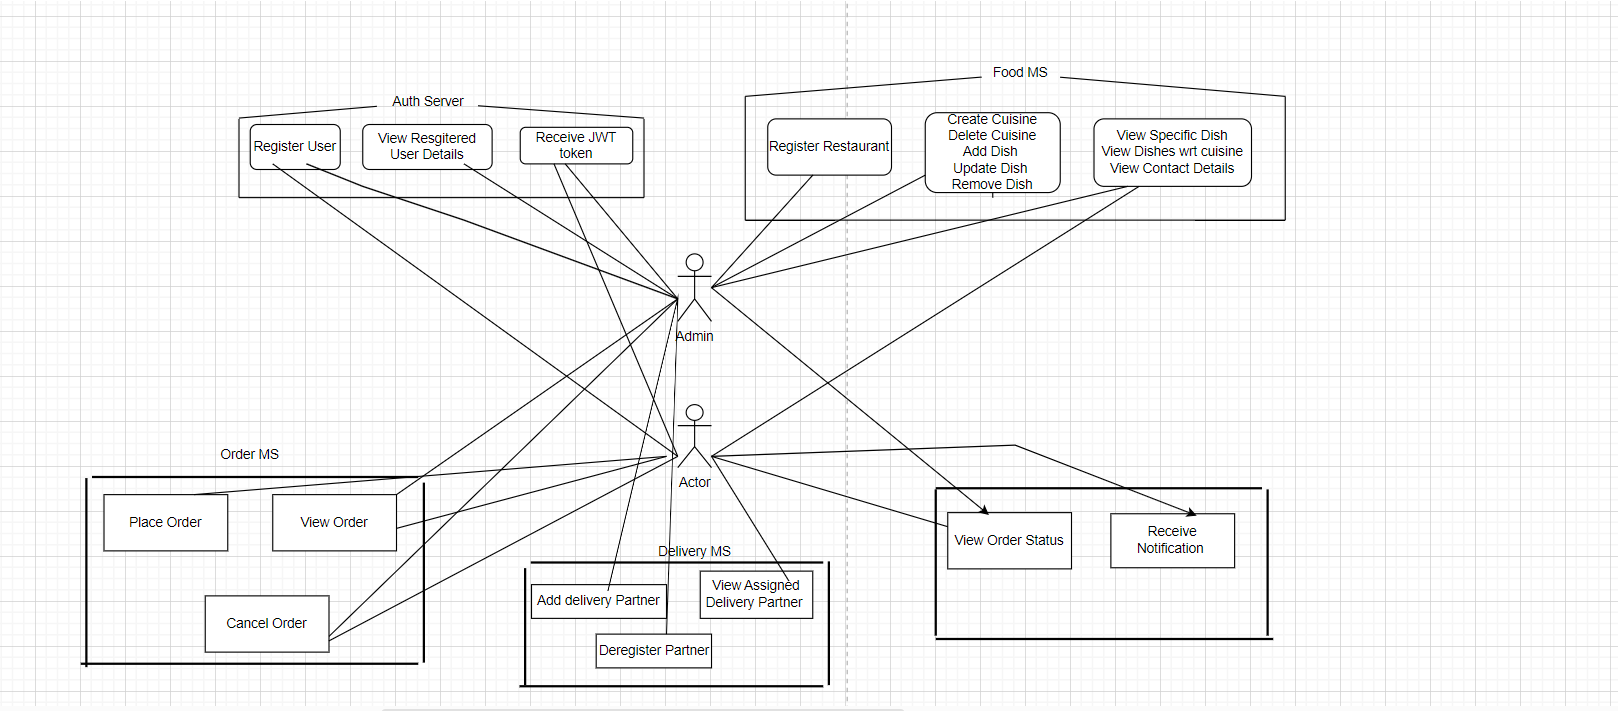 Food MS
Auth Server
Register User
View Resgitered
User Details
Receive JWT
token
Register Restaurant
Create Cuisine
Delete Cuisine
Add Dish
Update Dish
Remove Dish
View Specific Dish
View Dishes wrt cuisine
View Contact Details
Admin
Actor
Order MS
Place Order
View Order
Cancel Order
Delivery MS
Add delivery Partner
View Assigned
Delivery Partner
Deregister Partner
View Order Status
Receive
Notification